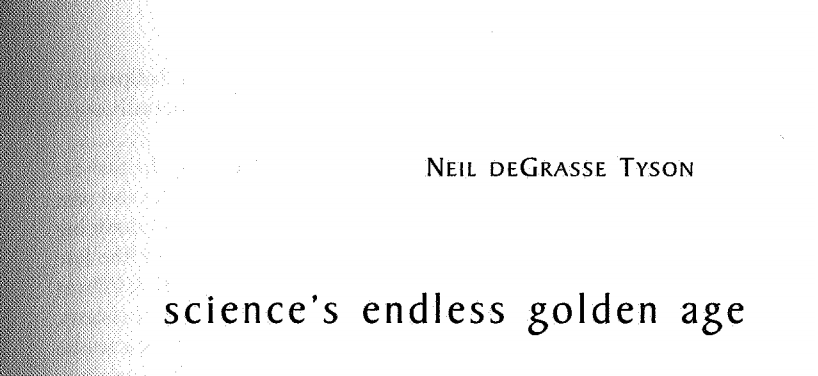 NEIL DEGRASSE TYSON
science's endless golden age